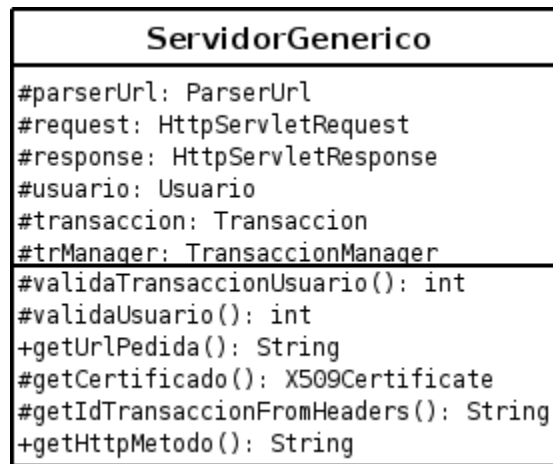 ServidorGenerico
#parserUrl: ParserUrl
#request: HttpServletRequest
#response: HttpServletResponse
#usuario: Usuario
#transaccion: Transaccion
#trManager: TransaccionManager
#validaTransaccionUsuario(): int
#validaUsuario(): int
+getUrlPedida(): String
#getCertificado(): X509Certificate
#getIdTransaccionFromHeaders(): String
+getHttpMetodo(): String